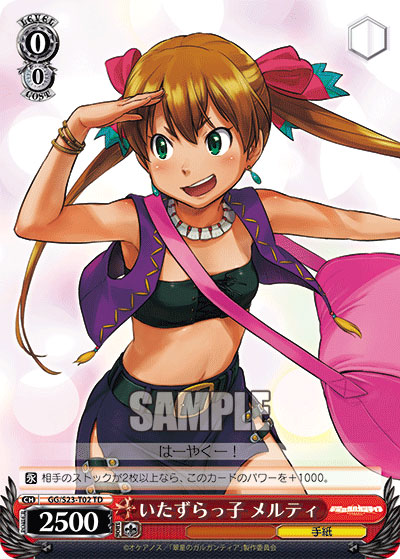 LEVEL
0
0
COST
SAMPLE
はーやくー！
永 相手のストックが2枚以上なら、このカードのパワーを＋1000。
GG/S23-T02 TD
2500
いたずらっ子 メルティ
手紙
©オケアノス／「翠星のガルガンティア」製作委員会